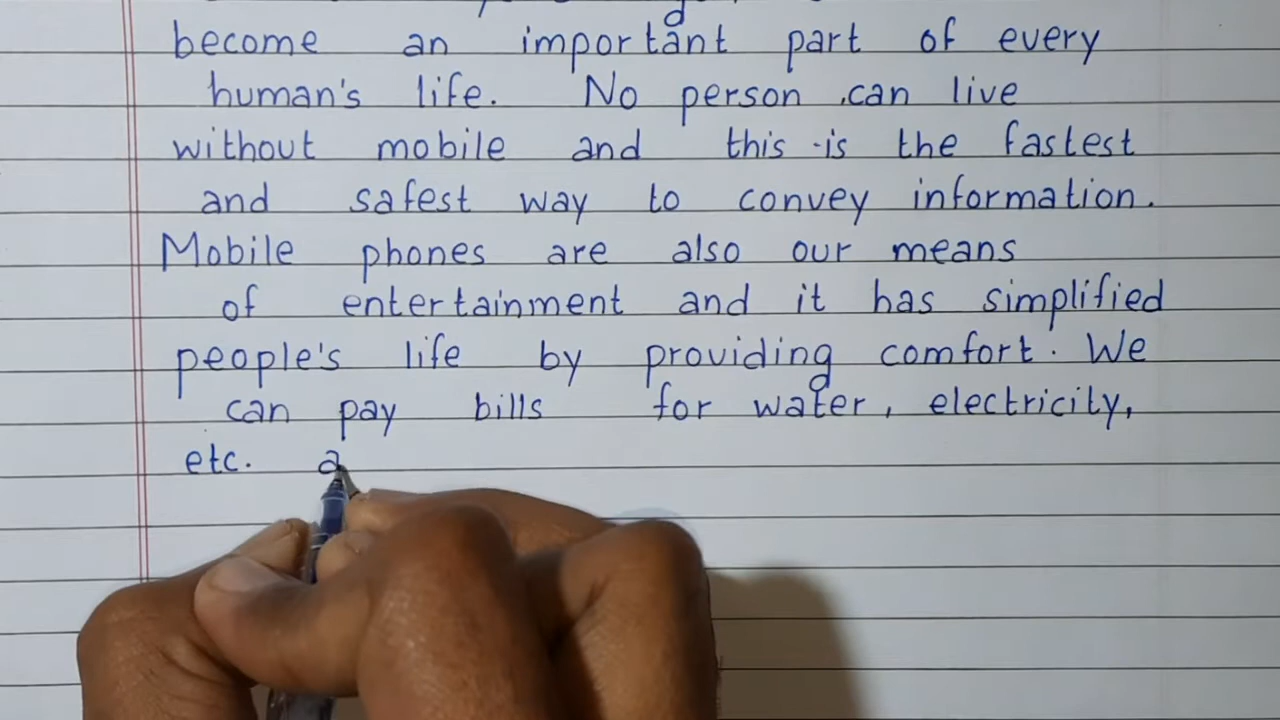 become an important part of every
human's life. No person can live
without mobile and this is the fastest
and safest way to convey information.
Mobile phones are also our means
of entertainment and it has simplified
people's life by providing comfort. We
can pay bills for water, electricity,
etc. a